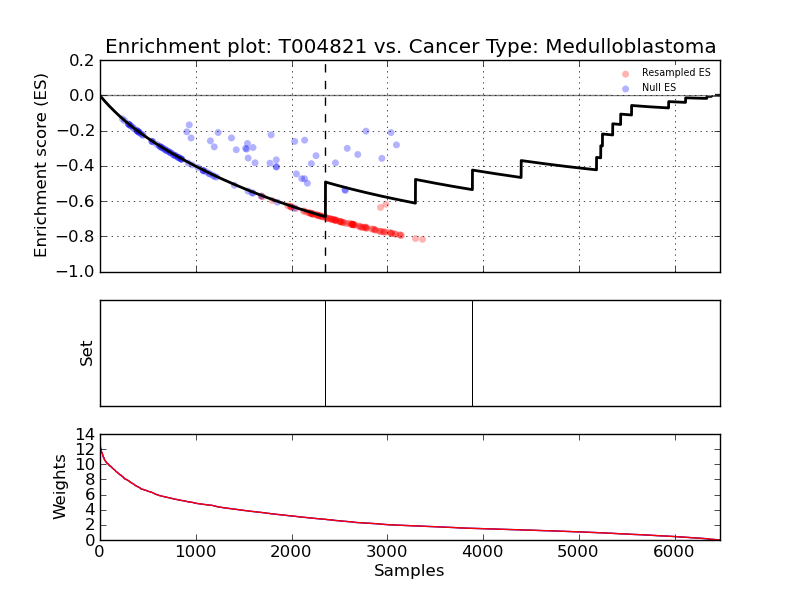 Enrichment plot: T004821 vs. Cancer Type: Medulloblastoma
Enrichment score (ES)
0.2
0.0
−0.2
−0.4
−0.6
−0.8
−1.0
Resampled ES
Null ES
Set
Weights
14
12
10
8
6
4
2
0
0 1000 2000 3000 4000 5000 6000
Samples